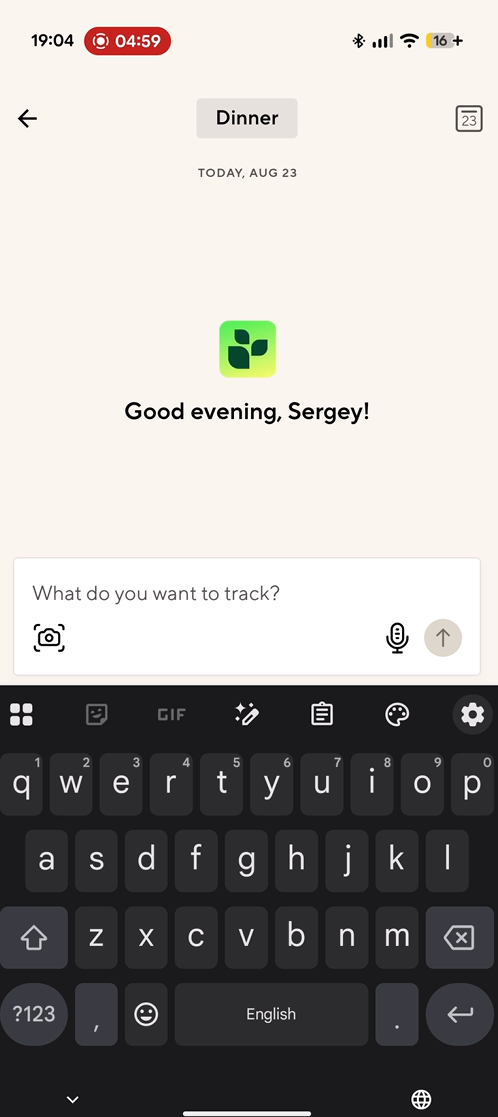 19:04 04:59 16+
Dinner 23
TODAY, AUG 23
Good evening, Sergey!
What do you want to track?
GIF
1 2 3 4 5 6 7 8 9 0
q w e r t y u i o p
a s d f g h j k l
z x c v b n m
?123 , English .